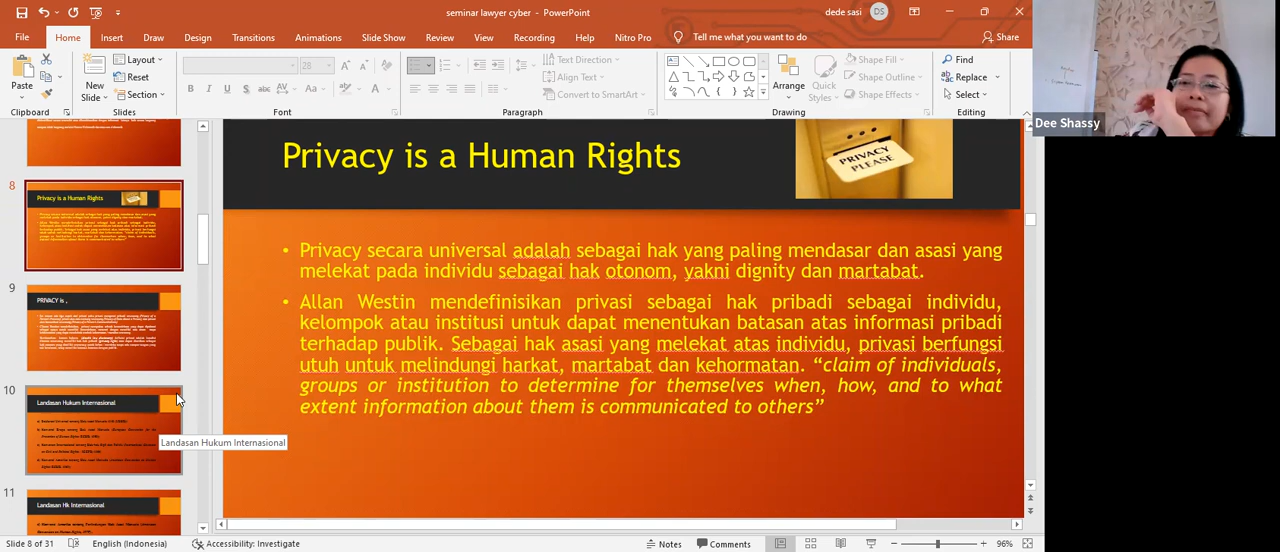 seminar lawyer cyber - PowerPoint
dede sasi
DS
File
Home
Insert
Draw
Design
Transitions
Animations
Slide Show
Review
View
Recording
Help
Nitro Pro
Tell me what you want to do
Share
Paste
Clipboard
New
Slide
Layout
Reset
Section
Slides
28
Font
Text Direction
Align Text
Convert to SmartArt
Paragraph
Arrange
Quick
Styles
Shape Fill
Shape Outline
Shape Effects
Drawing
Find
Replace
Select
Editing
Dee Shassy
8
Privacy is a Human Rights
9
PRIVACY is ,
10
Landasan Hukum Internasional
Landasan Hukum Internasional
11
Landasan Hk Internasional
Privacy is a Human Rights
PRIVACY
PLEASE
• Privacy secara universal adalah sebagai hak yang paling mendasar dan asasi yang
melekat pada individu sebagai hak otonom, yakni dignity dan martabat.
• Allan Westin mendefinisikan privasi sebagai hak pribadi sebagai individu,
kelompok atau institusi untuk dapat menentukan batasan atas informasi pribadi
terhadap publik. Sebagai hak asasi yang melekat atas individu, privasi berfungsi
utuh untuk melindungi harkat, martabat dan kehormatan. “claim of individuals,
groups or institution to determine for themselves when, how, and to what
extent information about them is communicated to others”
Slide 8 of 31
English (Indonesia)
Accessibility: Investigate
Notes
Comments
96%